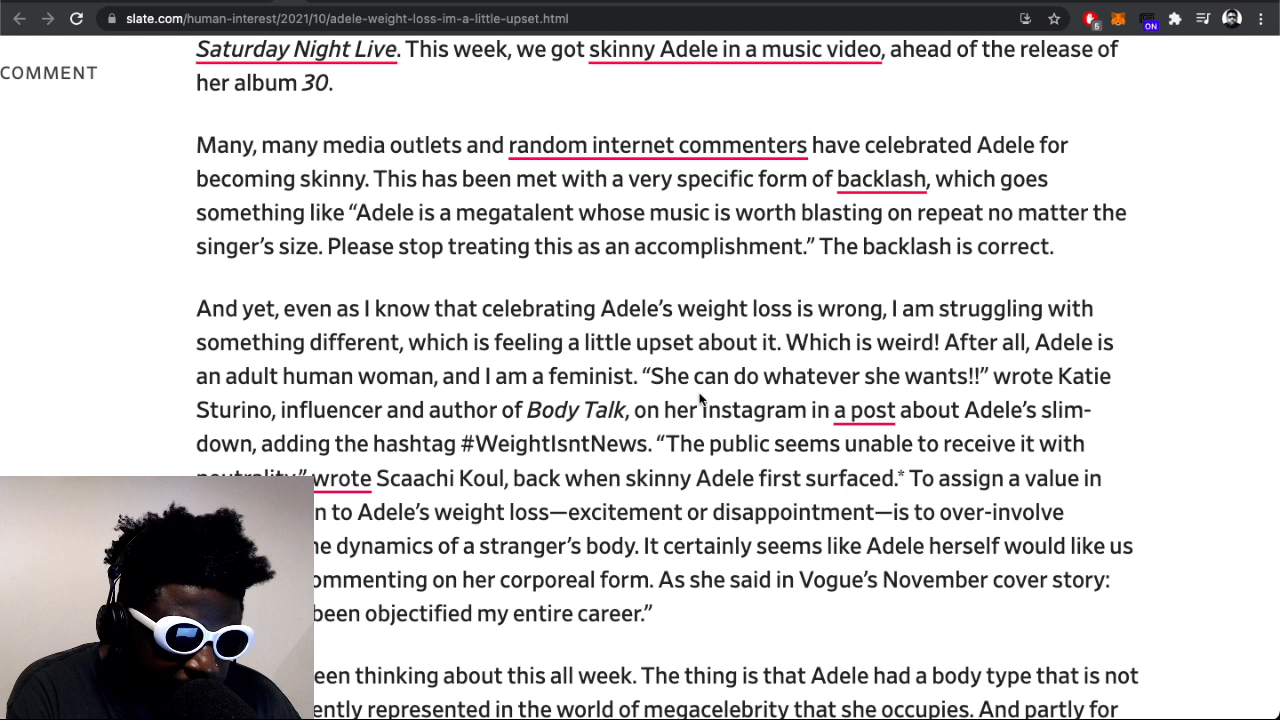 slate.com/human-interest/2021/10/adele-weight-loss-im-a-little-upset.html
5
ON
COMMENT
Saturday Night Live. This week, we got skinny Adele in a music video, ahead of the release of
her album 30.
Many, many media outlets and random internet commenters have celebrated Adele for
becoming skinny. This has been met with a very specific form of backlash, which goes
something like “Adele is a megatalent whose music is worth blasting on repeat no matter the
singer’s size. Please stop treating this as an accomplishment.” The backlash is correct.
And yet, even as I know that celebrating Adele’s weight loss is wrong, I am struggling with
something different, which is feeling a little upset about it. Which is weird! After all, Adele is
an adult human woman, and I am a feminist. “She can do whatever she wants!!” wrote Katie
Sturino, influencer and author of Body Talk, on her Instagram in a post about Adele’s slim-
down, adding the hashtag #WeightIsntNews. “The public seems unable to receive it with
neutrality,” wrote Scaachi Koul, back when skinny Adele first surfaced.* To assign a value in
n to Adele’s weight loss—excitement or disappointment—is to over-involve
he dynamics of a stranger’s body. It certainly seems like Adele herself would like us
ommenting on her corporeal form. As she said in Vogue’s November cover story:
been objectified my entire career.”
een thinking about this all week. The thing is that Adele had a body type that is not
ently represented in the world of megacelebrity that she occupies. And partly for